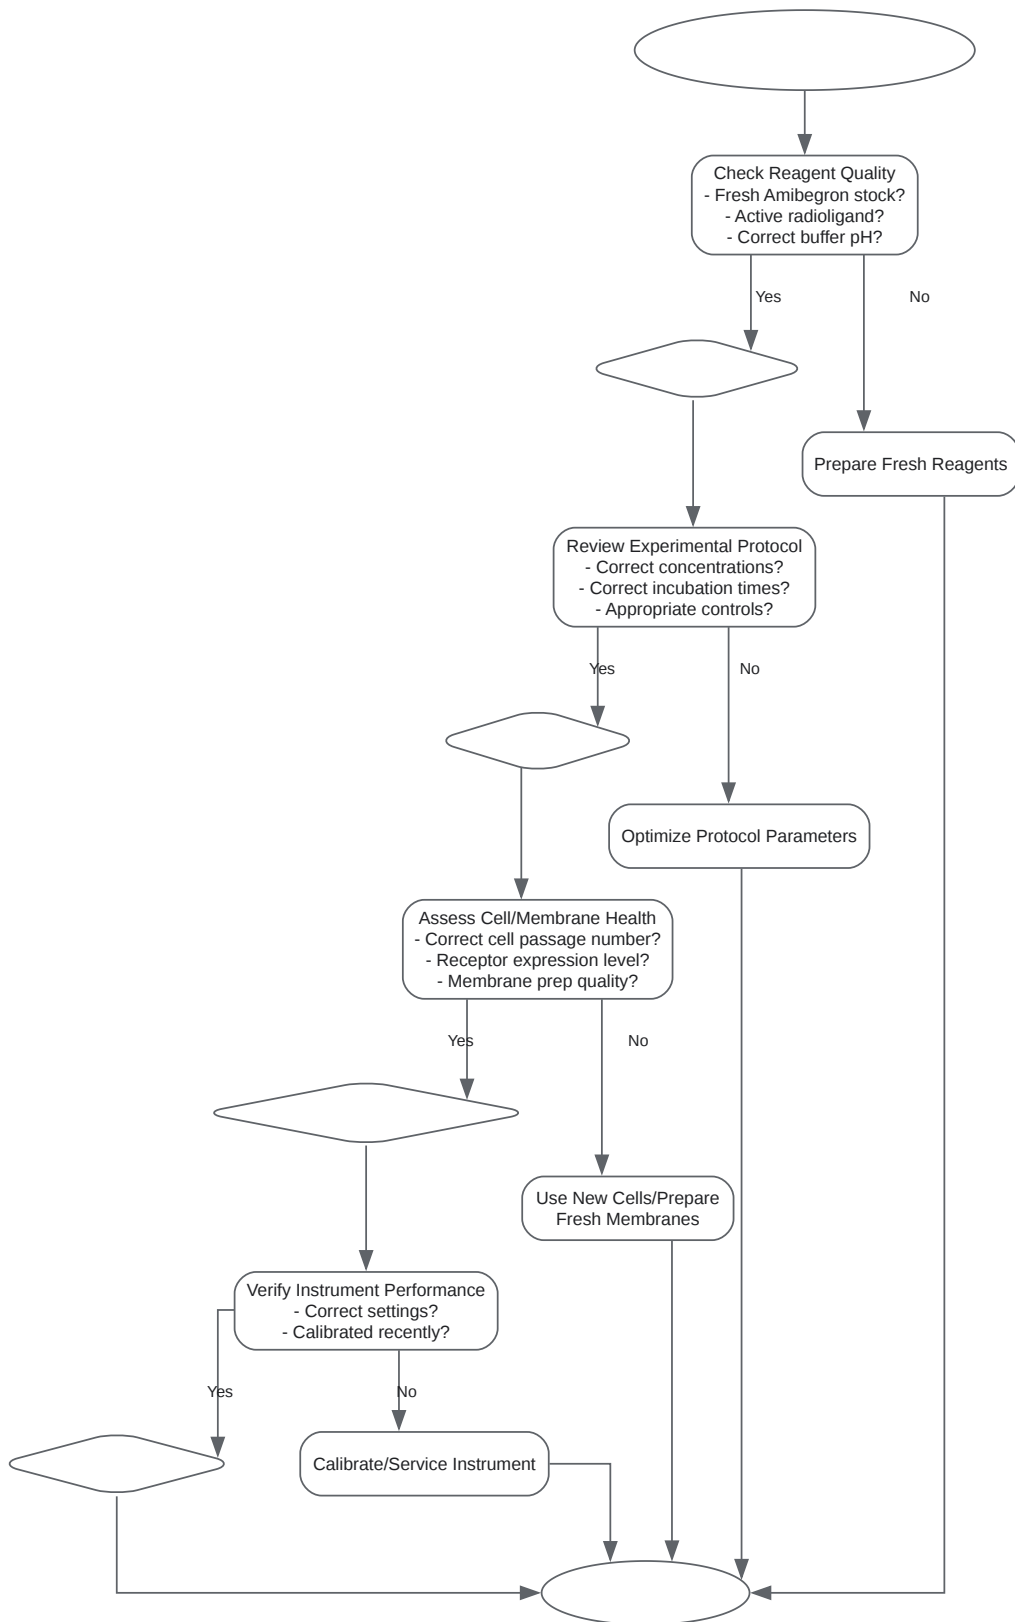 Check Reagent Quality
- Fresh Amibegron stock?
- Active radioligand?
- Correct buffer pH?
Yes
No
Prepare Fresh Reagents
Review Experimental Protocol
- Correct concentrations?
- Correct incubation times?
- Appropriate controls?
Yes
No
Optimize Protocol Parameters
Assess Cell/Membrane Health
- Correct cell passage number?
- Receptor expression level?
- Membrane prep quality?
Yes
No
Use New Cells/Prepare
Fresh Membranes
Verify Instrument Performance
- Correct settings?
- Calibrated recently?
Yes
No
Calibrate/Service Instrument